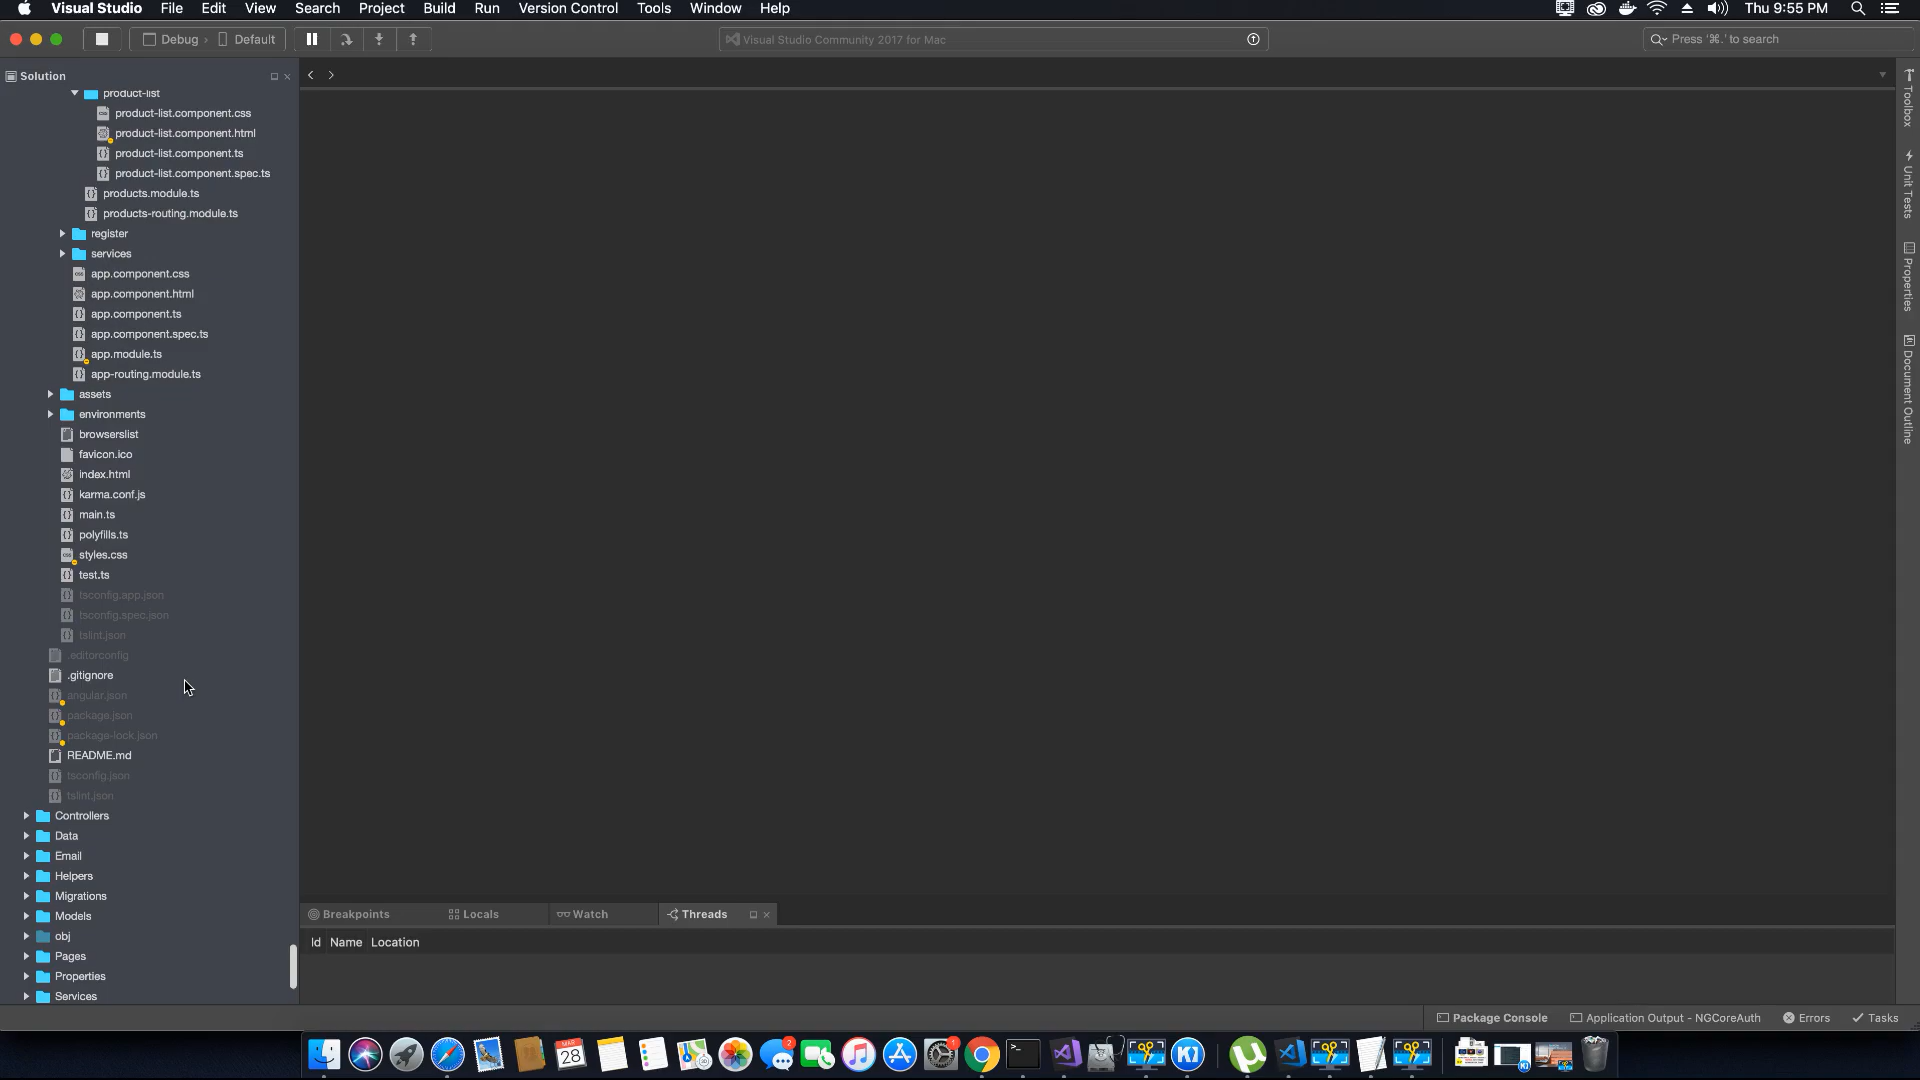 Visual Studio File Edit View Search Project Build Run Version Control Tools Window Help Thu 9:55 PM
Debug Default Visual Studio Community 2017 for Mac Press '⌘.' to search
Solution
product-list
product-list.component.css
product-list.component.html
product-list.component.ts
product-list.component.spec.ts
products.module.ts
products-routing.module.ts
register
services
app.component.css
app.component.html
app.component.ts
app.component.spec.ts
app.module.ts
app-routing.module.ts
assets
environments
browserslist
favicon.ico
index.html
karma.conf.js
main.ts
polyfills.ts
styles.css
test.ts
tsconfig.app.json
tsconfig.spec.json
tslint.json
.editorconfig
.gitignore
angular.json
package.json
package-lock.json
README.md
tsconfig.json
tslint.json
Controllers
Data
Email
Helpers
Migrations
Models
obj
Pages
Properties
Services
Toolbox
Unit Tests
Properties
Document Outline
Breakpoints Locals Watch Threads
Id Name Location
Package Console Application Output - NGCoreAuth Errors Tasks
MAR
28
2
1